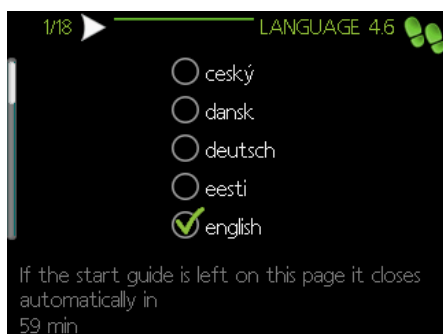 1/18
LANGUAGE 4.6
ceský
dansk
deutsch
eesti
english
If the start guide is left on this page it closes
automatically in
59 min